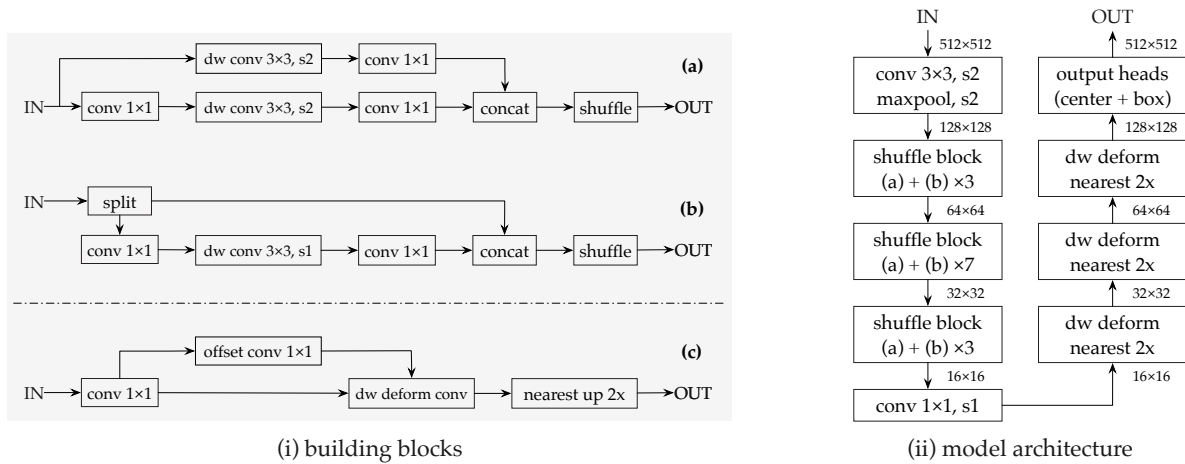 dw conv 3×3, s2
conv 1×1
(a)
IN
conv 1×1
dw conv 3×3, s2
conv 1×1
concat
shuffle
OUT
IN
split
(b)
conv 1×1
dw conv 3×3, s1
conv 1×1
concat
shuffle
OUT
offset conv 1×1
(c)
IN
conv 1×1
dw deform conv
nearest up 2x
OUT
(i) building blocks
IN
512×512
conv 3×3, s2
maxpool, s2
128×128
shuffle block
(a) + (b) ×3
64×64
shuffle block
(a) + (b) ×7
32×32
shuffle block
(a) + (b) ×3
16×16
conv 1×1, s1
OUT
512×512
output heads
(center + box)
128×128
dw deform
nearest 2x
64×64
dw deform
nearest 2x
32×32
dw deform
nearest 2x
16×16
(ii) model architecture